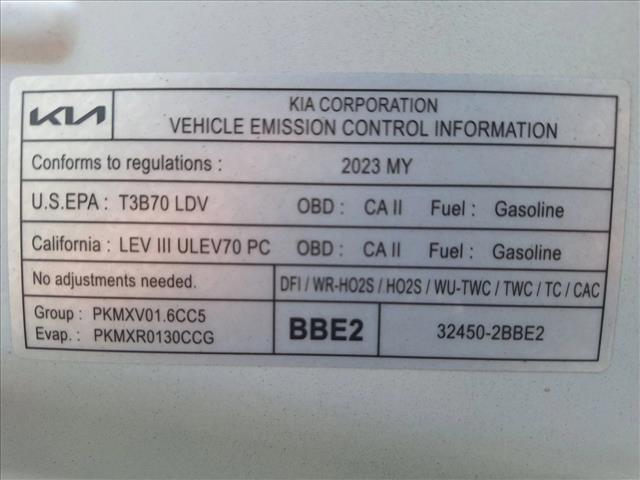 KIA
KIA CORPORATION
VEHICLE EMISSION CONTROL INFORMATION
Conforms to regulations : 2023 MY
U.S.EPA : T3B70 LDV OBD : CA II Fuel : Gasoline
California : LEV III ULEV70 PC OBD : CA II Fuel : Gasoline
No adjustments needed. DFI / WR-HO2S / HO2S / WU-TWC / TWC / TC / CAC
Group : PKMXV01.6CC5
Evap. : PKMXR0130CCG
BBE2
32450-2BBE2